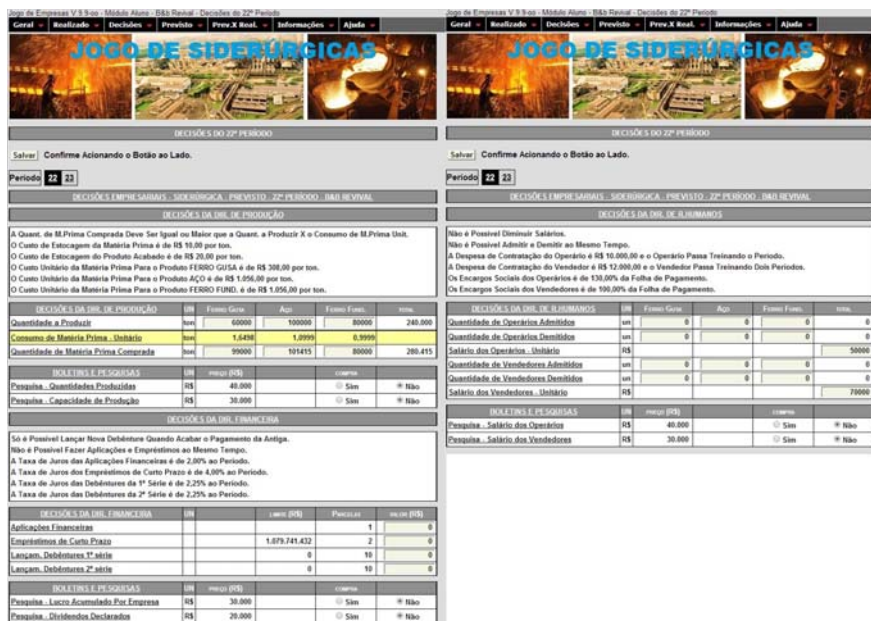 Jogo de Empresas V 9.9-oo - Módulo Aluno - B&b Revival - Decisões do 22º Período
Geral Realizado Decisões Previsto Prev.X Real. Informações Ajuda
JOGO DE SIDERÚRGICAS
DECISÕES DO 22º PERÍODO
Salvar Confirme Acionando o Botão ao Lado.
Período 22 23
DECISÕES EMPRESARIAIS - SIDERÚRGICA - PREVISTO - 22º PERÍODO - B&B REVIVAL
DECISÕES DA DIR. DE PRODUÇÃO
A Quant. de M.Prima Comprada Deve Ser Igual ou Maior que a Quant. a Produzir X o Consumo de M.Prima Unit.
O Custo de Estocagem da Matéria Prima é de R$ 10,00 por ton.
O Custo de Estocagem do Produto Acabado é de R$ 20,00 por ton.
O Custo Unitário da Matéria Prima Para o Produto FERRO GUSA é de R$ 308,00 por ton.
O Custo Unitário da Matéria Prima Para o Produto AÇO é de R$ 1.056,00 por ton.
O Custo Unitário da Matéria Prima Para o Produto FERRO FUND. é de R$ 1.056,00 por ton.
DECISÕES DA DIR. DE PRODUÇÃO UN FERRO GUSA AÇO FERRO FUND. TOTAL
Quantidade a Produzir ton 60000 100000 80000 240.000
Consumo de Matéria Prima - Unitário ton 1,6498 1,0999 0,9999
Quantidade de Matéria Prima Comprada ton 99000 101415 80000 280.415
BOLETINS E PESQUISAS UN PREÇO (R$) COMPRA
Pesquisa - Quantidades Produzidas R$ 40.000 Sim Não
Pesquisa - Capacidade de Produção R$ 30.000 Sim Não
DECISÕES DA DIR. FINANCEIRA
Só é Possível Lançar Nova Debênture Quando Acabar o Pagamento da Antiga.
Não é Possível Fazer Aplicações e Empréstimos ao Mesmo Tempo.
A Taxa de Juros das Aplicações Financeiras é de 2,00% ao Período.
A Taxa de Juros dos Empréstimos de Curto Prazo é de 4,00% ao Período.
A Taxa de Juros das Debêntures da 1ª Série é de 2,25% ao Período.
A Taxa de Juros das Debêntures da 2ª Série é de 2,25% ao Período.
DECISÕES DA DIR. FINANCEIRA UN LIMITE (R$) PARCELAS VALOR (R$)
Aplicações Financeiras 1 0
Empréstimos de Curto Prazo 1.079.741.432 2 0
Lançam. Debêntures 1ª série 0 10 0
Lançam. Debêntures 2ª série 0 10 0
BOLETINS E PESQUISAS UN PREÇO (R$) COMPRA
Pesquisa - Lucro Acumulado Por Empresa R$ 30.000 Sim Não
Pesquisa - Dividendos Declarados R$ 20.000 Sim Não
Jogo de Empresas V 9.9-oo - Módulo Aluno - B&b Revival - Decisões do 22º Período
Geral Realizado Decisões Previsto Prev.X Real. Informações Ajuda
JOGO DE SIDERÚRGICAS
DECISÕES DO 22º PERÍODO
Salvar Confirme Acionando o Botão ao Lado.
Período 22 23
DECISÕES EMPRESARIAIS - SIDERÚRGICA - PREVISTO - 22º PERÍODO - B&B REVIVAL
DECISÕES DA DIR. DE R.HUMANOS
Não é Possível Diminuir Salários.
Não é Possível Admitir e Demitir ao Mesmo Tempo.
A Despesa de Contratação do Operário é R$ 10.000,00 e o Operário Passa Treinando o Período.
A Despesa de Contratação do Vendedor é R$ 12.000,00 e o Vendedor Passa Treinando Dois Períodos.
Os Encargos Sociais dos Operários é de 130,00% da Folha de Pagamento.
Os Encargos Sociais dos Vendedores é de 100,00% da Folha de Pagamento.
DECISÕES DA DIR. DE R.HUMANOS UN FERRO GUSA AÇO FERRO FUND. TOTAL
Quantidade de Operários Admitidos un 0 0 0 0
Quantidade de Operários Demitidos un 0 0 0 0
Salário dos Operários - Unitário R$ 50000
Quantidade de Vendedores Admitidos un 0 0 0 0
Quantidade de Vendedores Demitidos un 0 0 0 0
Salário dos Vendedores - Unitário R$ 70000
BOLETINS E PESQUISAS UN PREÇO (R$) COMPRA
Pesquisa - Salário dos Operários R$ 40.000 Sim Não
Pesquisa - Salário dos Vendedores R$ 30.000 Sim Não